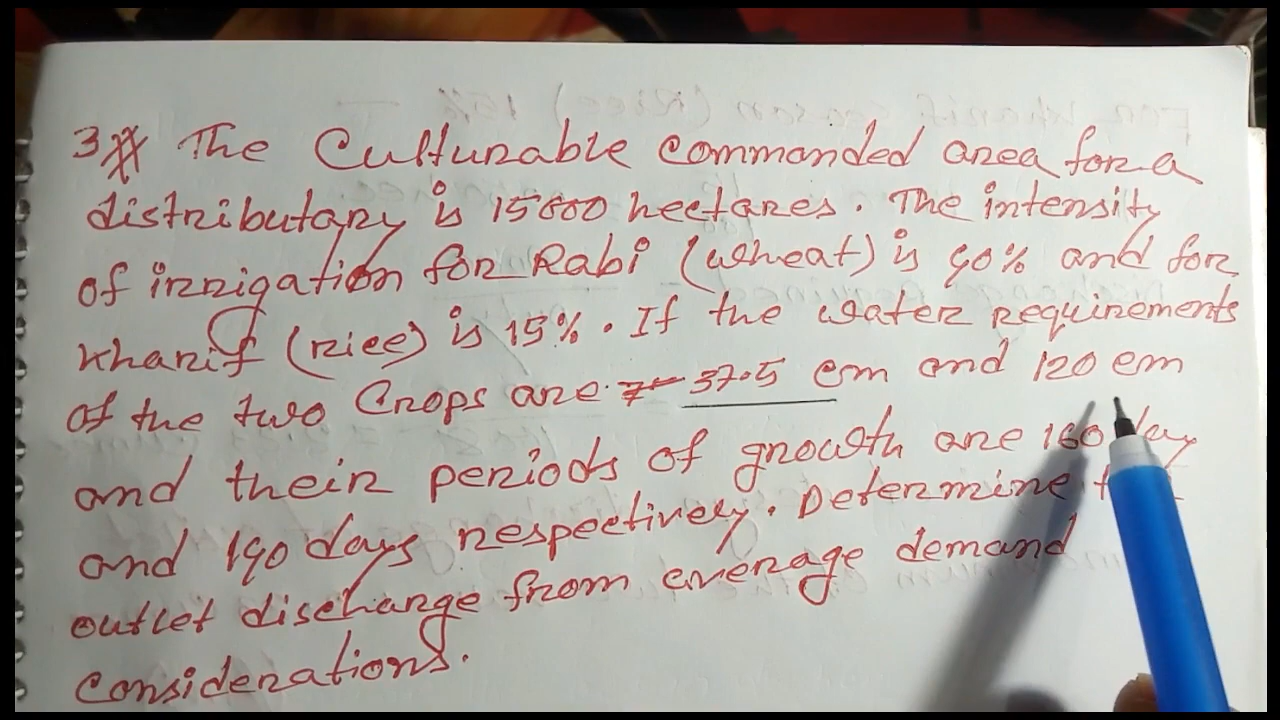 3 The Culturable commanded area for a
distributary is 15000 hectares. The intensity
of irrigation for Rabi (wheat) is 40% and for
kharif (rice) is 15%. If the water requirements
of the two Crops are 37.5 cm and 120 cm
and their periods of growth are 160 day
and 140 days respectively. Determine
outlet discharge from average demand
Considerations.